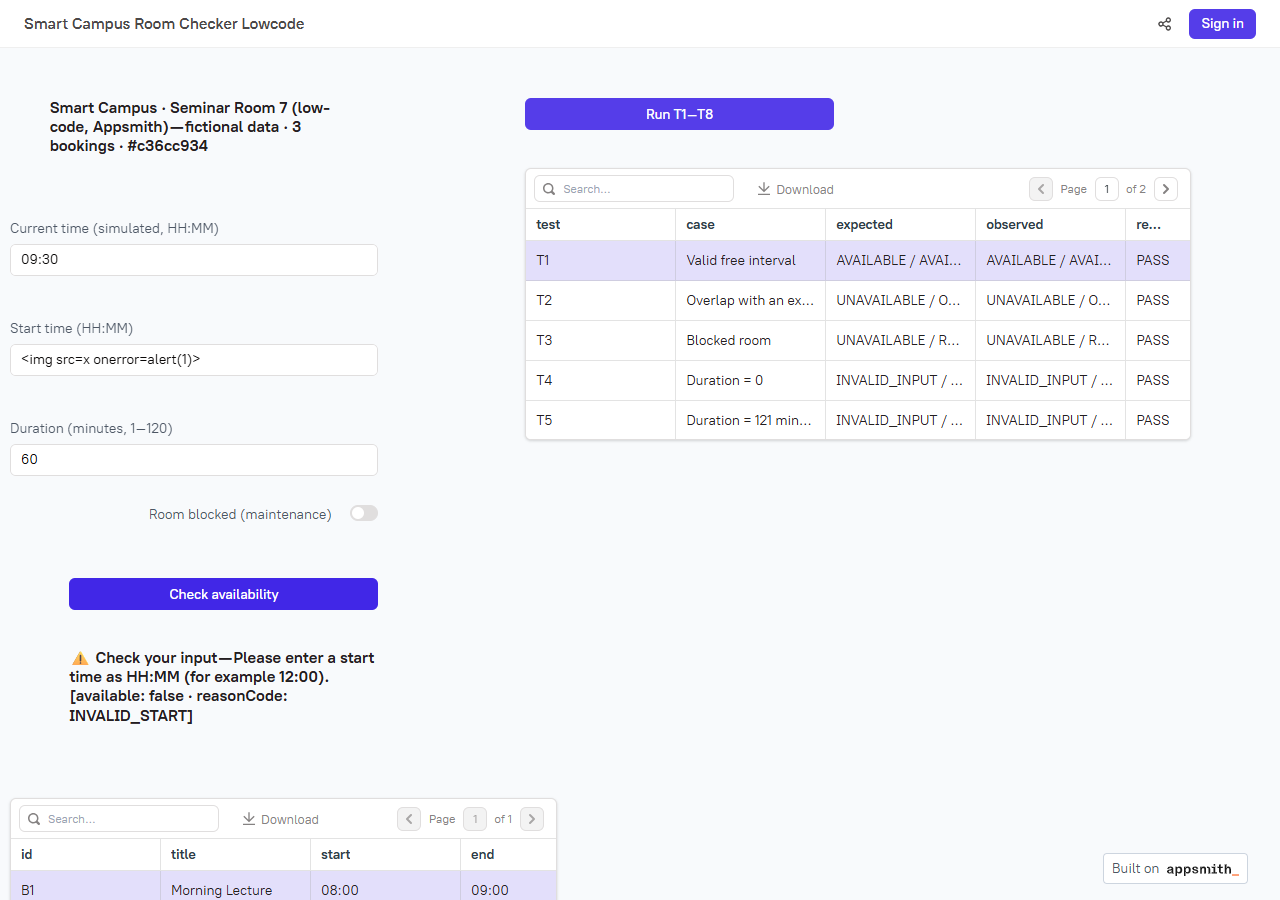 Smart Campus Room Checker Lowcode
Sign in
Smart Campus · Seminar Room 7 (low-
code, Appsmith) — fictional data · 3
bookings · #c36cc934
Run T1–T8
Search...
Download
Page 1 of 2
test case expected observed re...
T1 Valid free interval AVAILABLE / AVAI... AVAILABLE / AVAI... PASS
T2 Overlap with an ex... UNAVAILABLE / O... UNAVAILABLE / O... PASS
T3 Blocked room UNAVAILABLE / R... UNAVAILABLE / R... PASS
T4 Duration = 0 INVALID_INPUT / ... INVALID_INPUT / ... PASS
T5 Duration = 121 min... INVALID_INPUT / ... INVALID_INPUT / ... PASS
Current time (simulated, HH:MM)
09:30
Start time (HH:MM)
<img src=x onerror=alert(1)>
Duration (minutes, 1–120)
60
Room blocked (maintenance)
Check availability
⚠️ Check your input — Please enter a start
time as HH:MM (for example 12:00).
[available: false · reasonCode:
INVALID_START]
Search...
Download
Page 1 of 1
id title start end
B1 Morning Lecture 08:00 09:00
Built on appsmith_